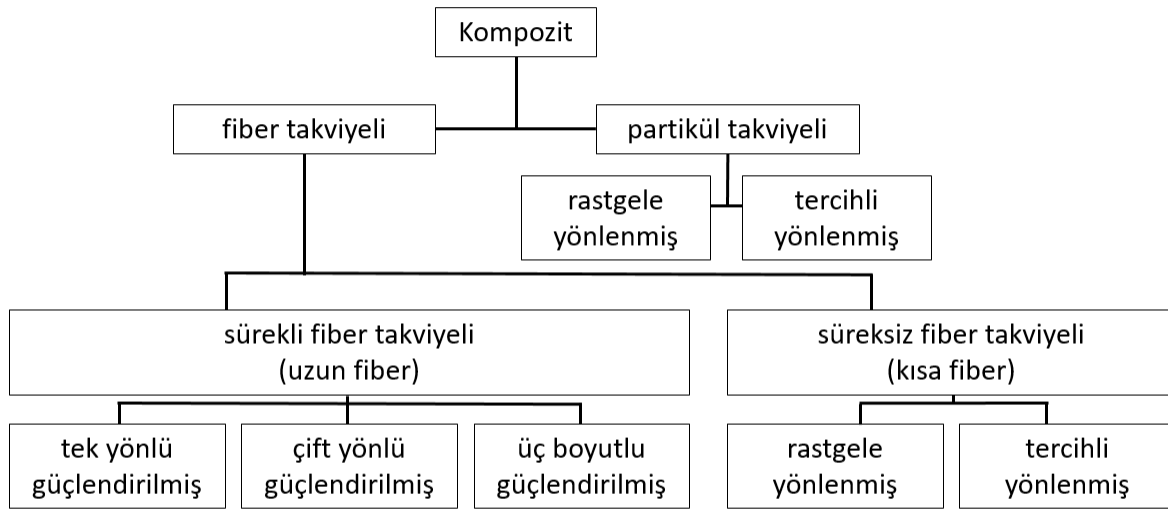 Kompozit
fiber takviyeli
partikül takviyeli
rastgele
yönlenmiş
tercihli
yönlenmiş
sürekli fiber takviyeli
(uzun fiber)
süreksiz fiber takviyeli
(kısa fiber)
tek yönlü
güçlendirilmiş
çift yönlü
güçlendirilmiş
üç boyutlu
güçlendirilmiş
rastgele
yönlenmiş
tercihli
yönlenmiş